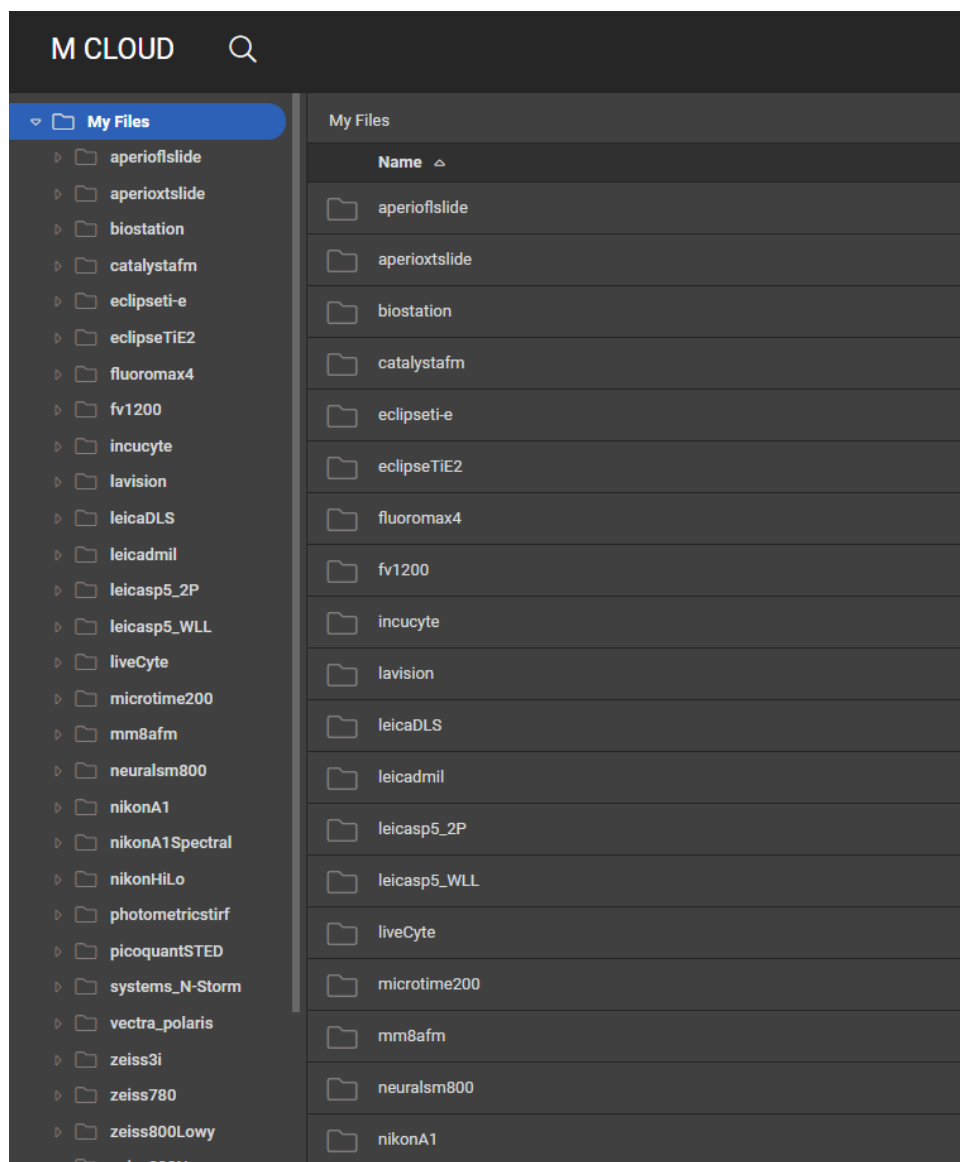 M CLOUD
My Files
aperioflslide
aperioxtslide
biostation
catalystafm
eclipseti-e
eclipseTiE2
fluoromax4
fv1200
incucyte
lavision
leicaDLS
leicadmil
leicasp5_2P
leicasp5_WLL
liveCyte
microtime200
mm8afm
neuralsm800
nikonA1
nikonA1Spectral
nikonHiLo
photometricstirf
picoquantSTED
systems_N-Storm
vectra_polaris
zeiss3i
zeiss780
zeiss800Lowy
My Files
Name
aperioflslide
aperioxtslide
biostation
catalystafm
eclipseti-e
eclipseTiE2
fluoromax4
fv1200
incucyte
lavision
leicaDLS
leicadmil
leicasp5_2P
leicasp5_WLL
liveCyte
microtime200
mm8afm
neuralsm800
nikonA1